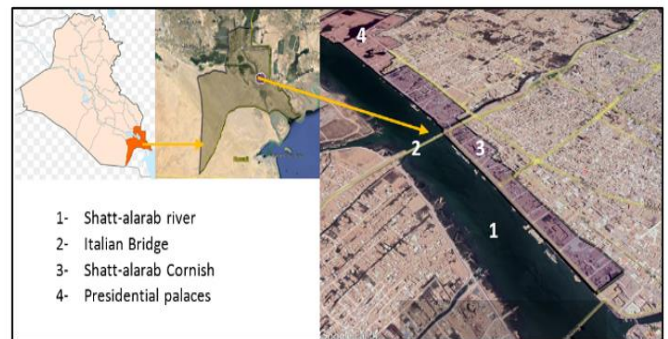 4
2
3
1
1- Shatt-alarab river
2- Italian Bridge
3- Shatt-alarab Cornish
4- Presidential palaces